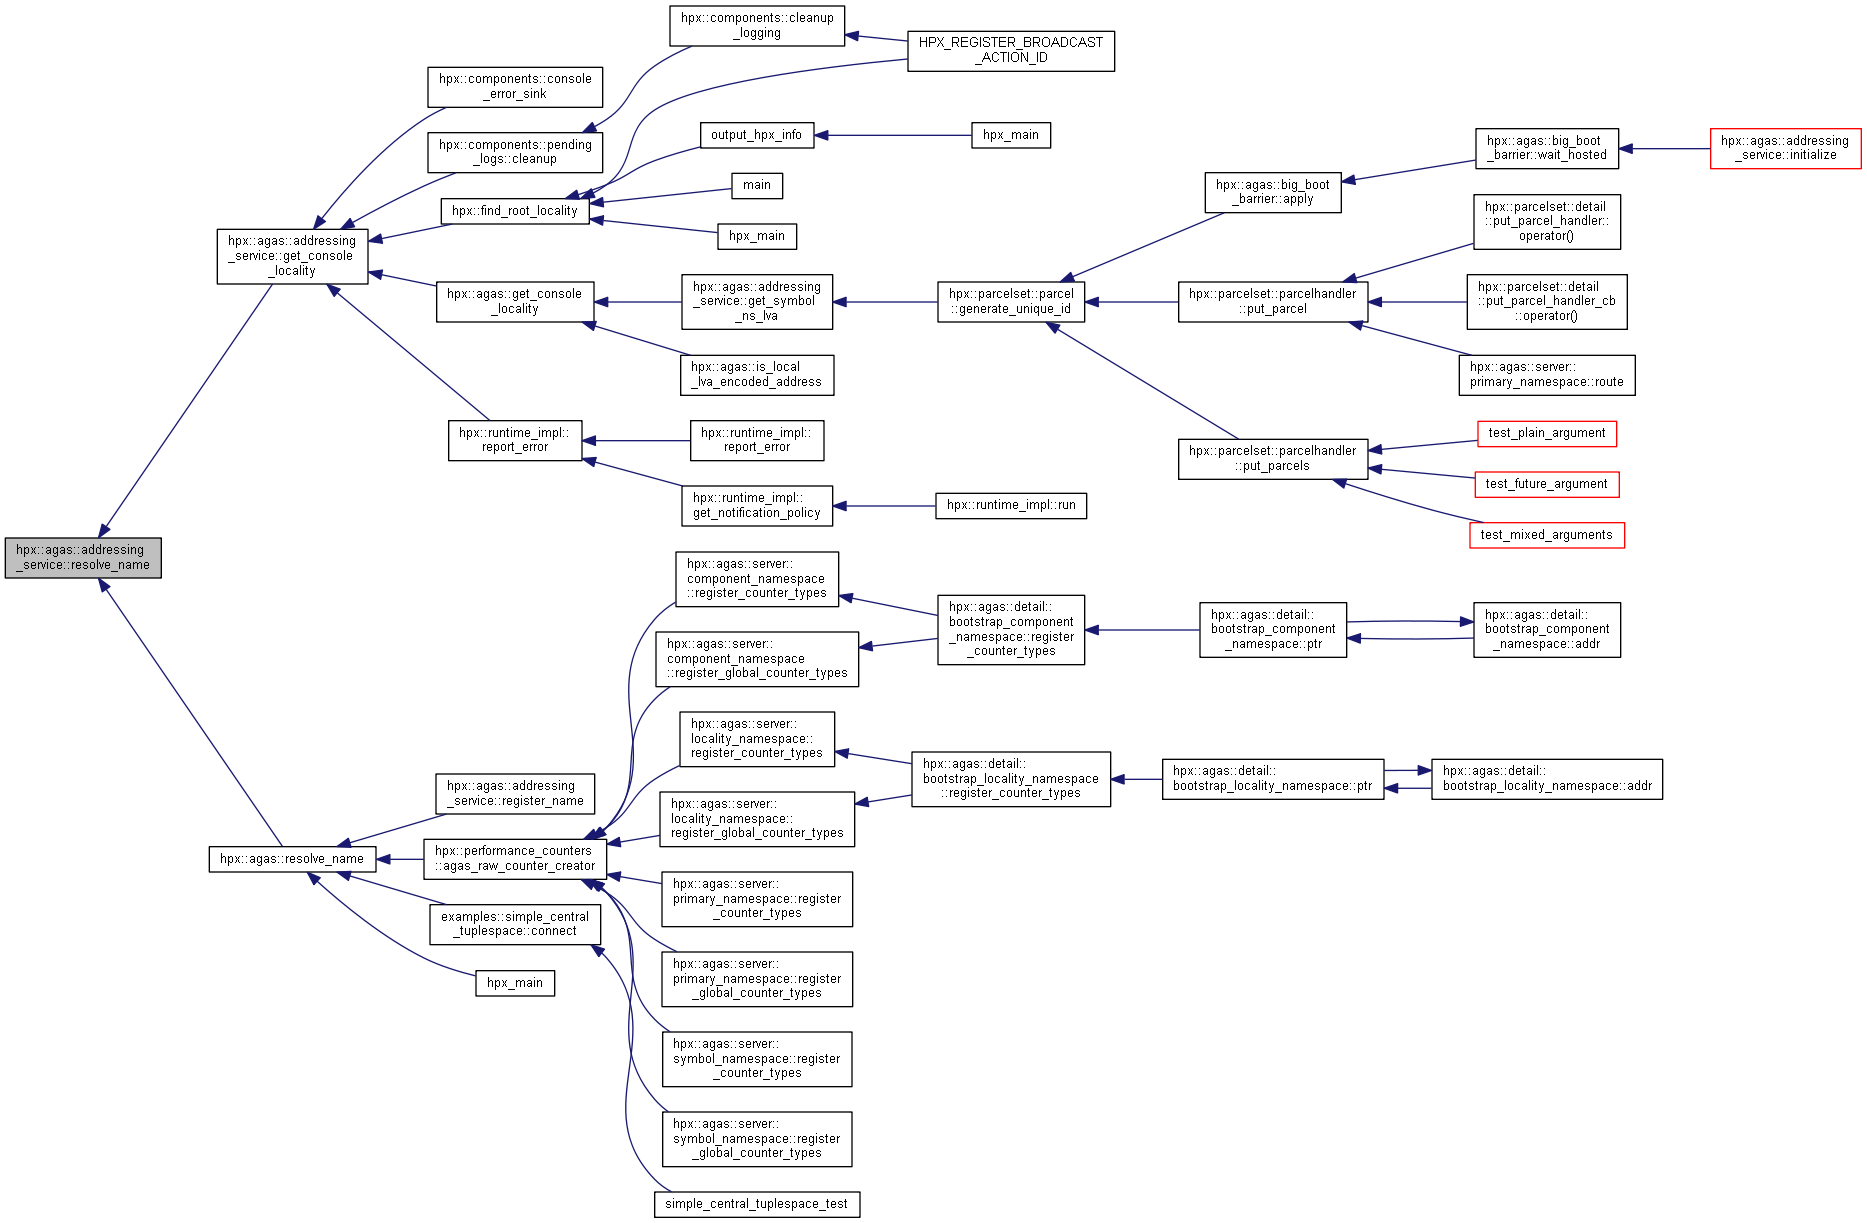 hpx::components::cleanup
_logging
HPX_REGISTER_BROADCAST
_ACTION_ID
hpx::components::console
_error_sink
hpx::components::pending
_logs::cleanup
output_hpx_info
hpx_main
hpx::agas::big_boot
_barrier::wait_hosted
hpx::agas::addressing
_service::initialize
main
hpx::agas::big_boot
_barrier::apply
hpx::find_root_locality
hpx::parcelset::detail
::put_parcel_handler::
operator()
hpx_main
hpx::agas::addressing
_service::get_console
_locality
hpx::agas::get_console
_locality
hpx::agas::addressing
_service::get_symbol
_ns_lva
hpx::parcelset::parcel
::generate_unique_id
hpx::parcelset::parcelhandler
::put_parcel
hpx::parcelset::detail
::put_parcel_handler_cb
::operator()
hpx::agas::is_local
_lva_encoded_address
hpx::agas::server::
primary_namespace::route
hpx::runtime_impl::
report_error
hpx::runtime_impl::
report_error
hpx::parcelset::parcelhandler
::put_parcels
test_plain_argument
test_future_argument
hpx::runtime_impl::
get_notification_policy
hpx::runtime_impl::run
test_mixed_arguments
hpx::agas::addressing
_service::resolve_name
hpx::agas::server::
component_namespace
::register_counter_types
hpx::agas::detail::
bootstrap_component
_namespace::register
_counter_types
hpx::agas::detail::
bootstrap_component
_namespace::ptr
hpx::agas::detail::
bootstrap_component
_namespace::addr
hpx::agas::server::
component_namespace
::register_global_counter_types
hpx::agas::server::
locality_namespace::
register_counter_types
hpx::agas::detail::
bootstrap_locality_namespace
::register_counter_types
hpx::agas::detail::
bootstrap_locality_namespace::ptr
hpx::agas::detail::
bootstrap_locality_namespace::addr
hpx::agas::addressing
_service::register_name
hpx::agas::server::
locality_namespace::
register_global_counter_types
hpx::agas::resolve_name
hpx::performance_counters
::agas_raw_counter_creator
hpx::agas::server::
primary_namespace::register
_counter_types
examples::simple_central
_tuplespace::connect
hpx::agas::server::
primary_namespace::register
_global_counter_types
hpx_main
hpx::agas::server::
symbol_namespace::register
_counter_types
hpx::agas::server::
symbol_namespace::register
_global_counter_types
simple_central_tuplespace_test